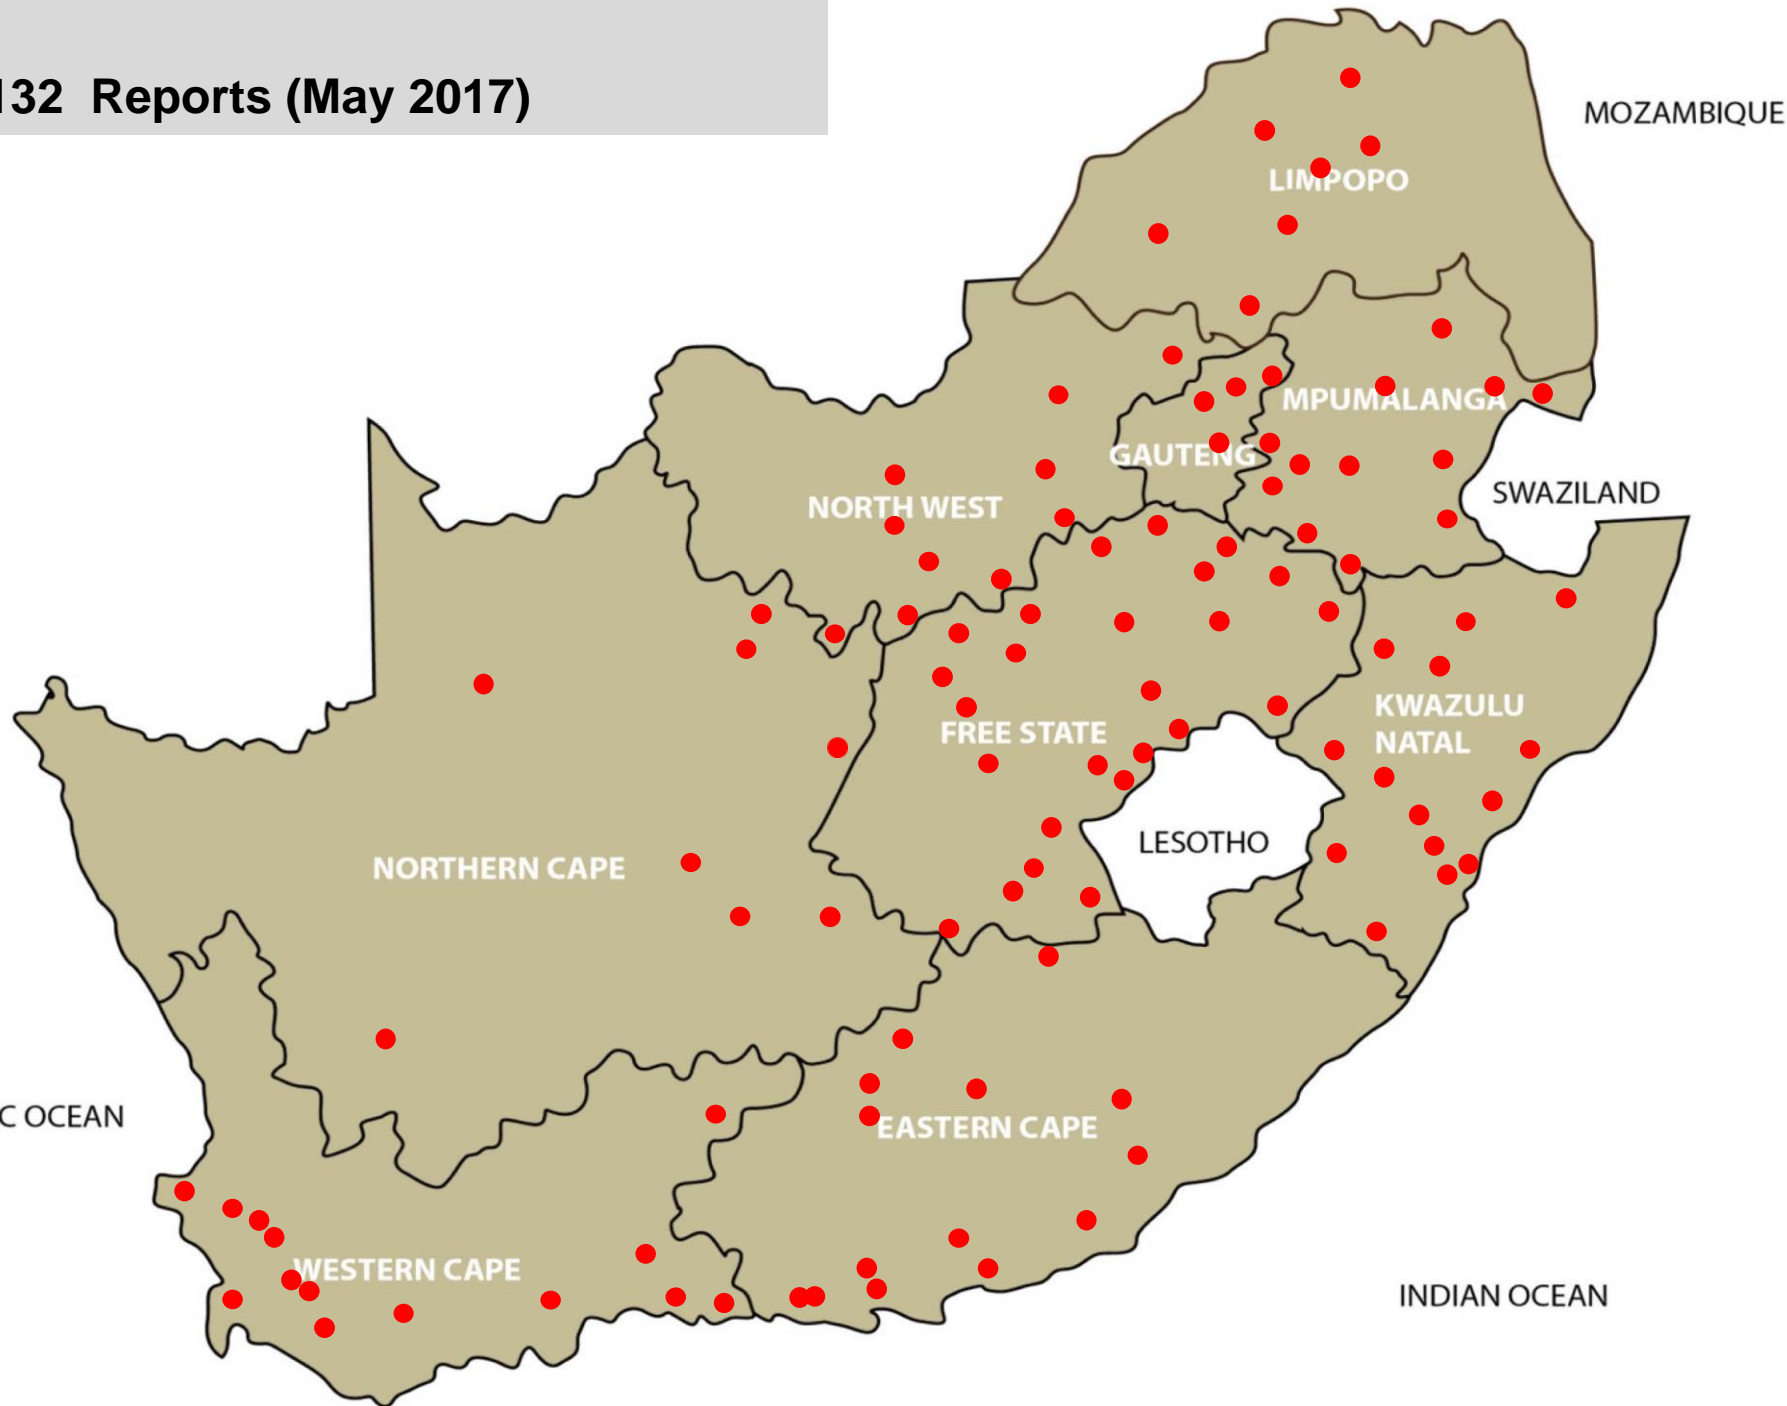 132 Reports (May 2017)
MOZAMBIQUE
LIMPOPO
MPUMALANGA
GAUTENG
SWAZILAND
NORTH WEST
KWAZULU
NATAL
FREE STATE
LESOTHO
NORTHERN CAPE
C OCEAN
EASTERN CAPE
WESTERN CAPE
INDIAN OCEAN